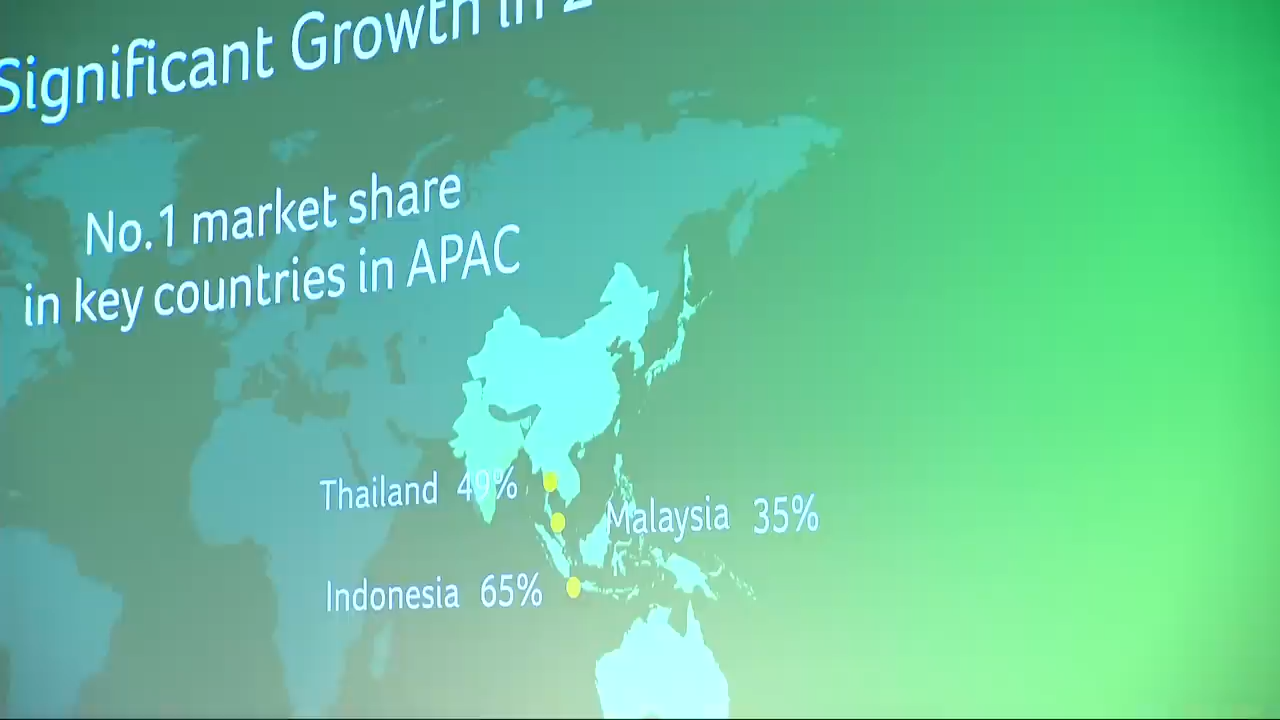 Significant Growth in
No.1 market share
in key countries in APAC
Thailand 49%
Malaysia 35%
Indonesia 65%